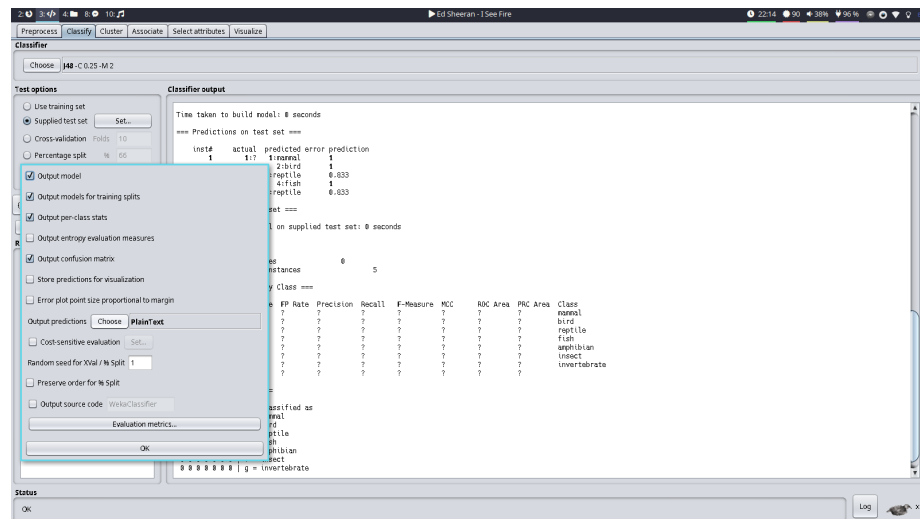 2: 3: </> 4: 8: 10: Ed Sheeran - I See Fire 22:14 90 38% 96 %
Preprocess Classify Cluster Associate Select attributes Visualize
Classifier
Choose J48 -C 0.25 -M 2
Test options
Use training set
Supplied test set Set...
Cross-validation Folds 10
Percentage split % 66
Output model
Output models for training splits
Output per-class stats
Output entropy evaluation measures
Output confusion matrix
Store predictions for visualization
Error plot point size proportional to margin
Output predictions Choose PlainText
Cost-sensitive evaluation Set...
Random seed for XVal / % Split 1
Preserve order for % Split
Output source code WekaClassifier
Evaluation metrics...
OK
Classifier output
Time taken to build model: 0 seconds
=== Predictions on test set ===
inst# actual predicted error prediction
1 1:? 1:mammal 1
2:bird 1
:reptile 0.833
4:fish 1
:reptile 0.833
set ===
l on supplied test set: 0 seconds
es 0
nstances 5
y Class ===
e FP Rate Precision Recall F-Measure MCC ROC Area PRC Area Class
? ? ? ? ? ? ? mammal
? ? ? ? ? ? ? bird
? ? ? ? ? ? ? reptile
? ? ? ? ? ? ? fish
? ? ? ? ? ? ? amphibian
? ? ? ? ? ? ? insect
? ? ? ? ? ? ? invertebrate
? ? ? ? ? ? ?
=
assified as
mmal
rd
ptile
sh
phibian
sect
0 0 0 0 0 0 0 | g = invertebrate
Status
OK
Log
x